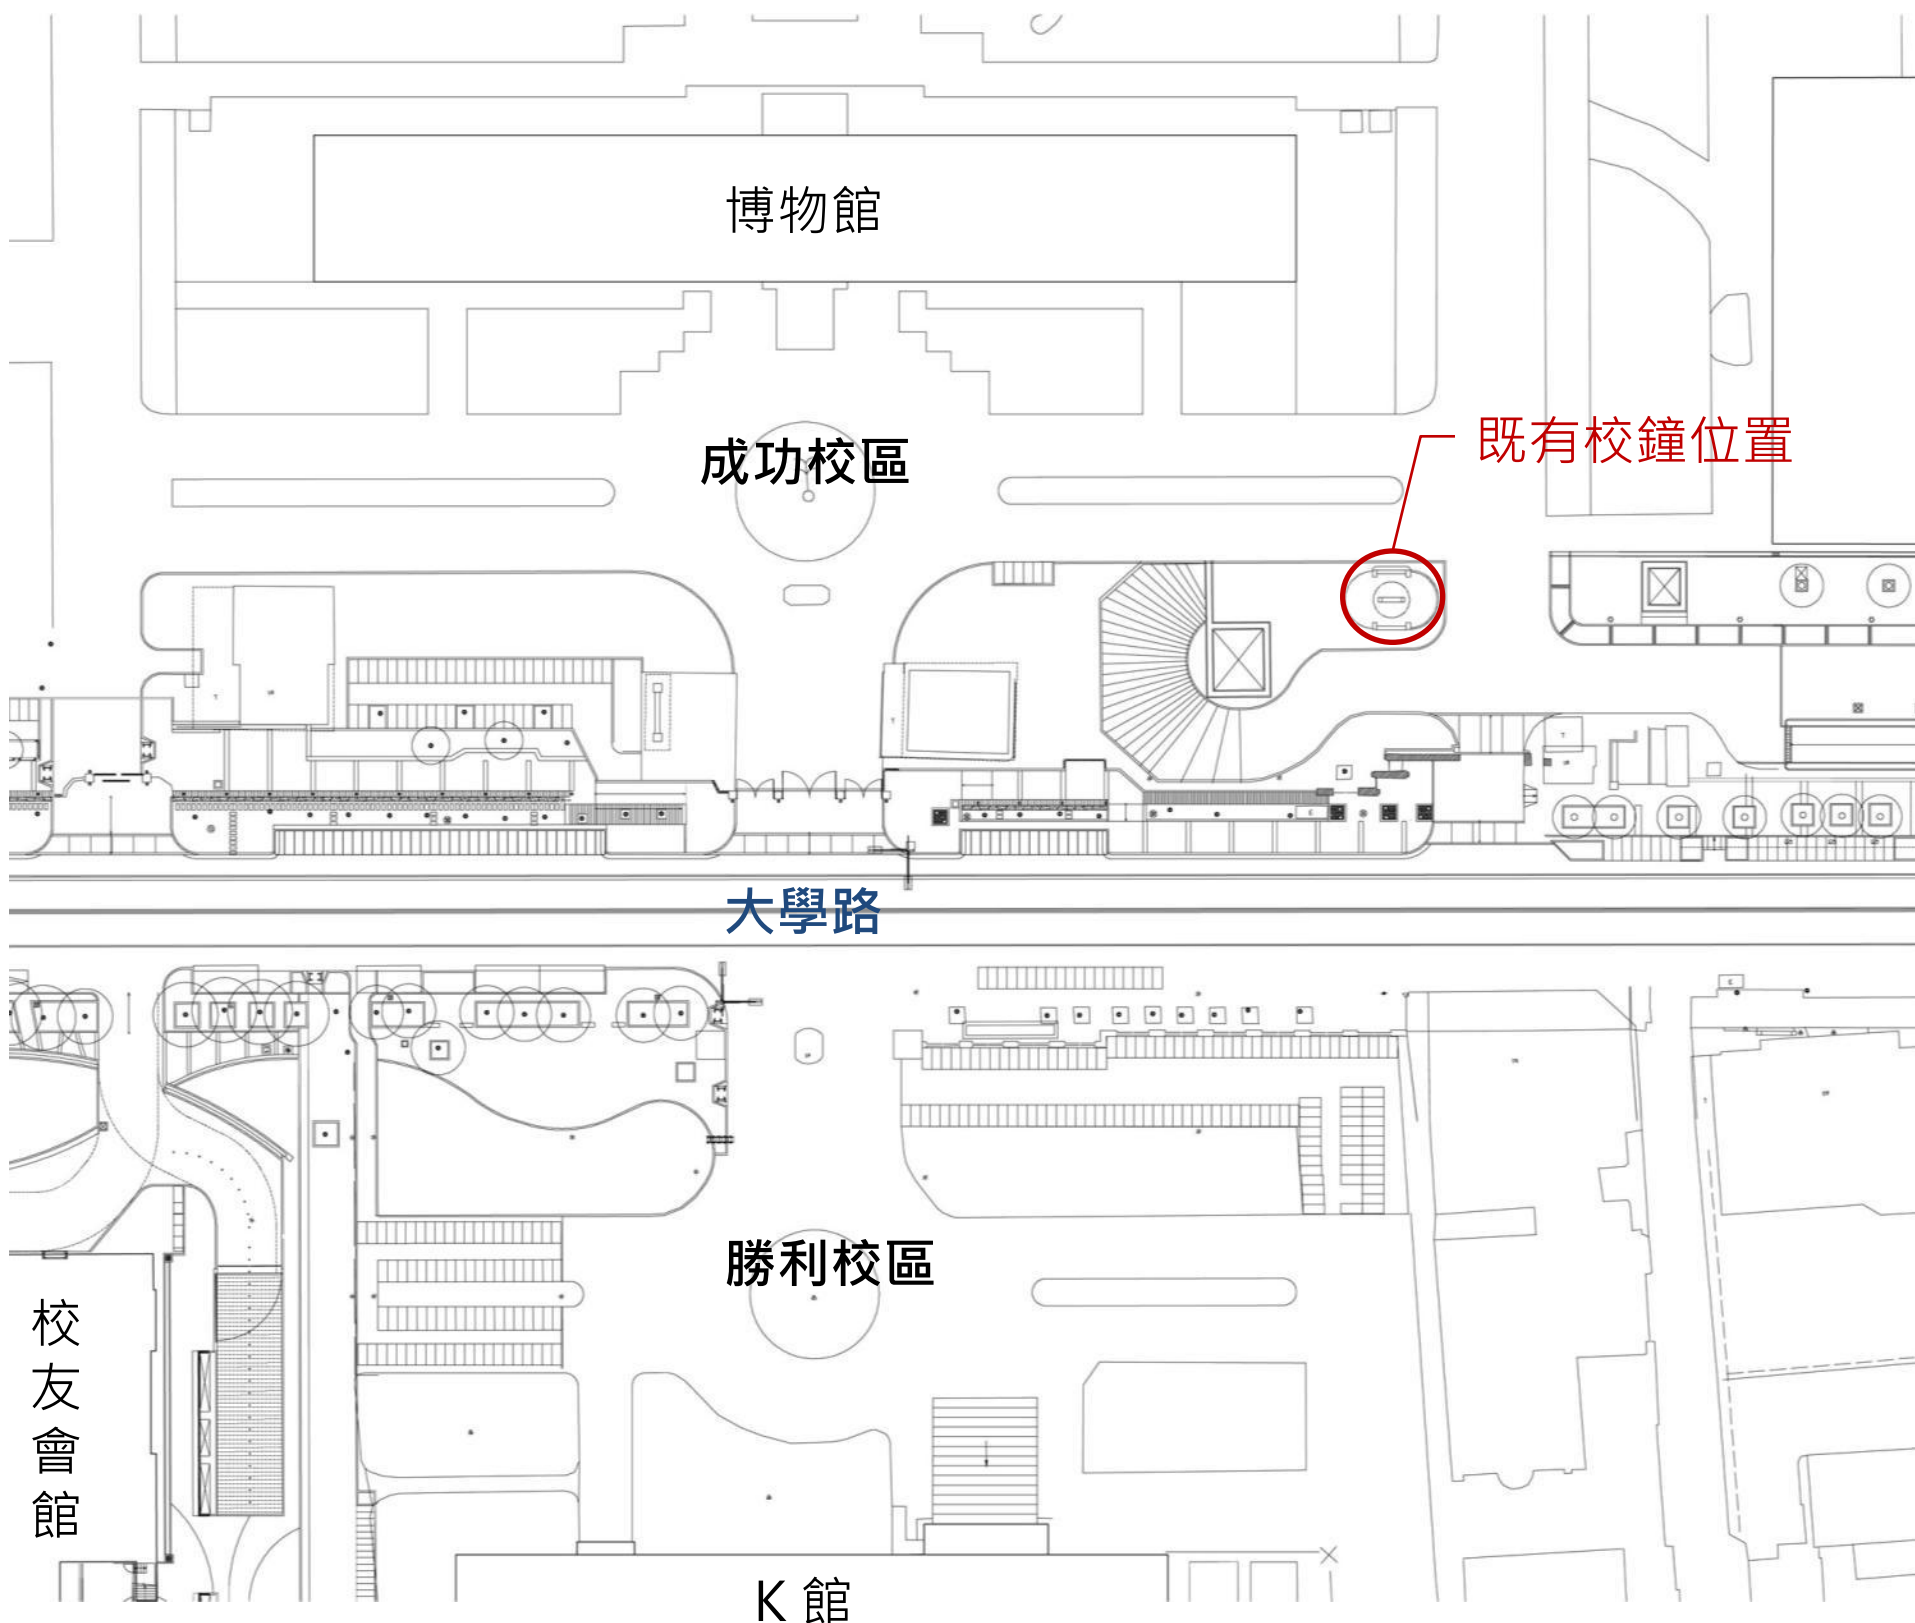 博物館
成功校區
既有校鐘位置
大學路
勝利校區
校友會館
K 館